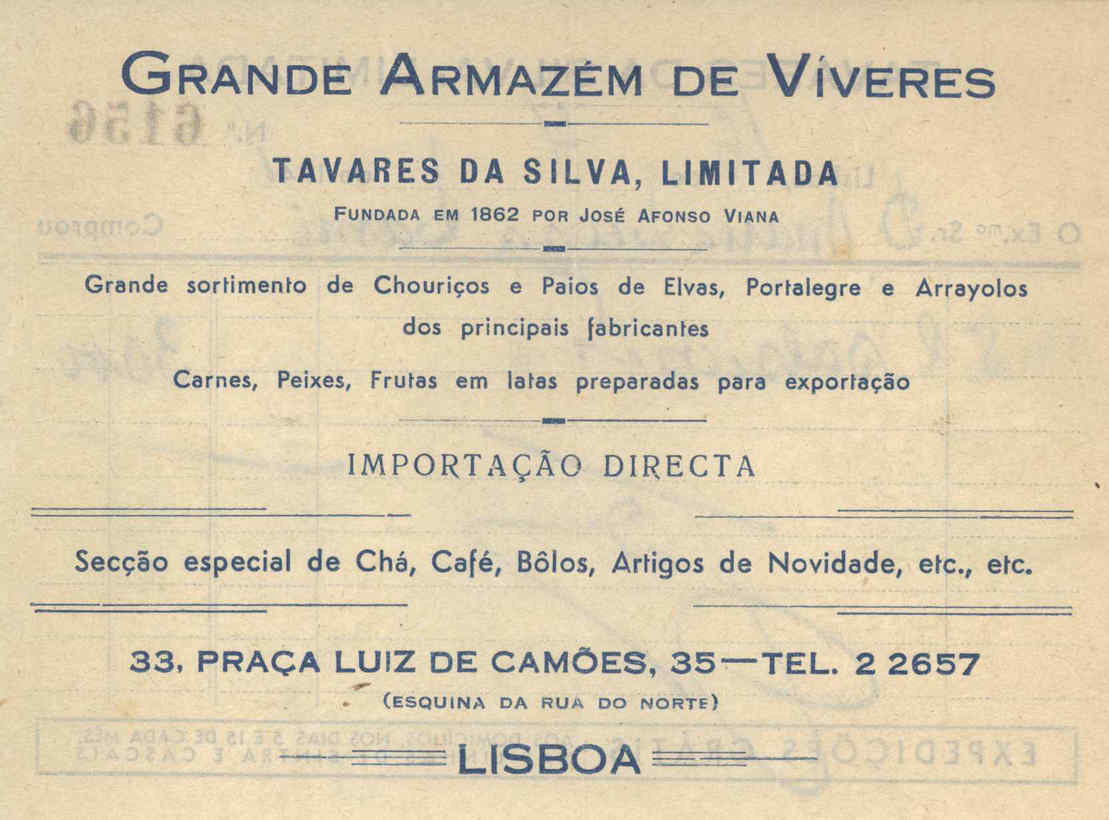 GRANDE ARMAZÉM DE VÍVERES
TAVARES DA SILVA, LIMITADA
FUNDADA EM 1862 POR JOSÉ AFONSO VIANA
Grande sortimento de Chouriços e Paios de Elvas, Portalegre e Arrayolos
dos principais fabricantes
Carnes, Peixes, Frutas em latas preparadas para exportação
IMPORTAÇÃO DIRECTA
Secção especial de Chá, Café, Bôlos, Artigos de Novidade, etc., etc.
33, PRAÇA LUIZ DE CAMÕES, 35—TEL. 2 2657
(ESQUINA DA RUA DO NORTE)
LISBOA